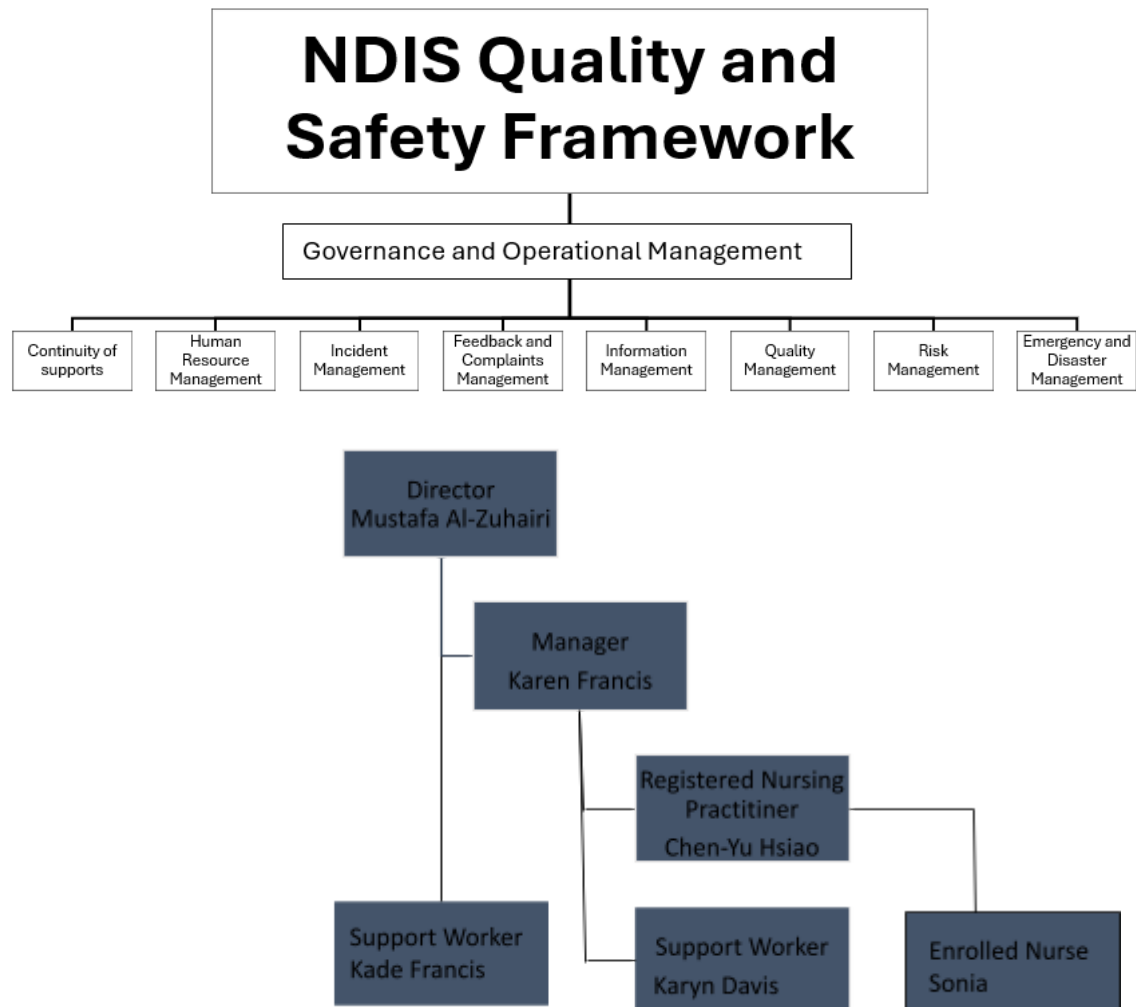 NDIS Quality and
Safety Framework
Governance and Operational Management
Continuity of
supports
Human
Resource
Management
Incident
Management
Feedback and
Complaints
Management
Information
Management
Quality
Management
Risk
Management
Emergency and
Disaster
Management
Director
Mustafa Al-Zuhairi
Manager
Karen Francis
Registered Nursing
Practitiner
Chen-Yu Hsiao
Support Worker
Kade Francis
Support Worker
Karyn Davis
Enrolled Nurse
Sonia